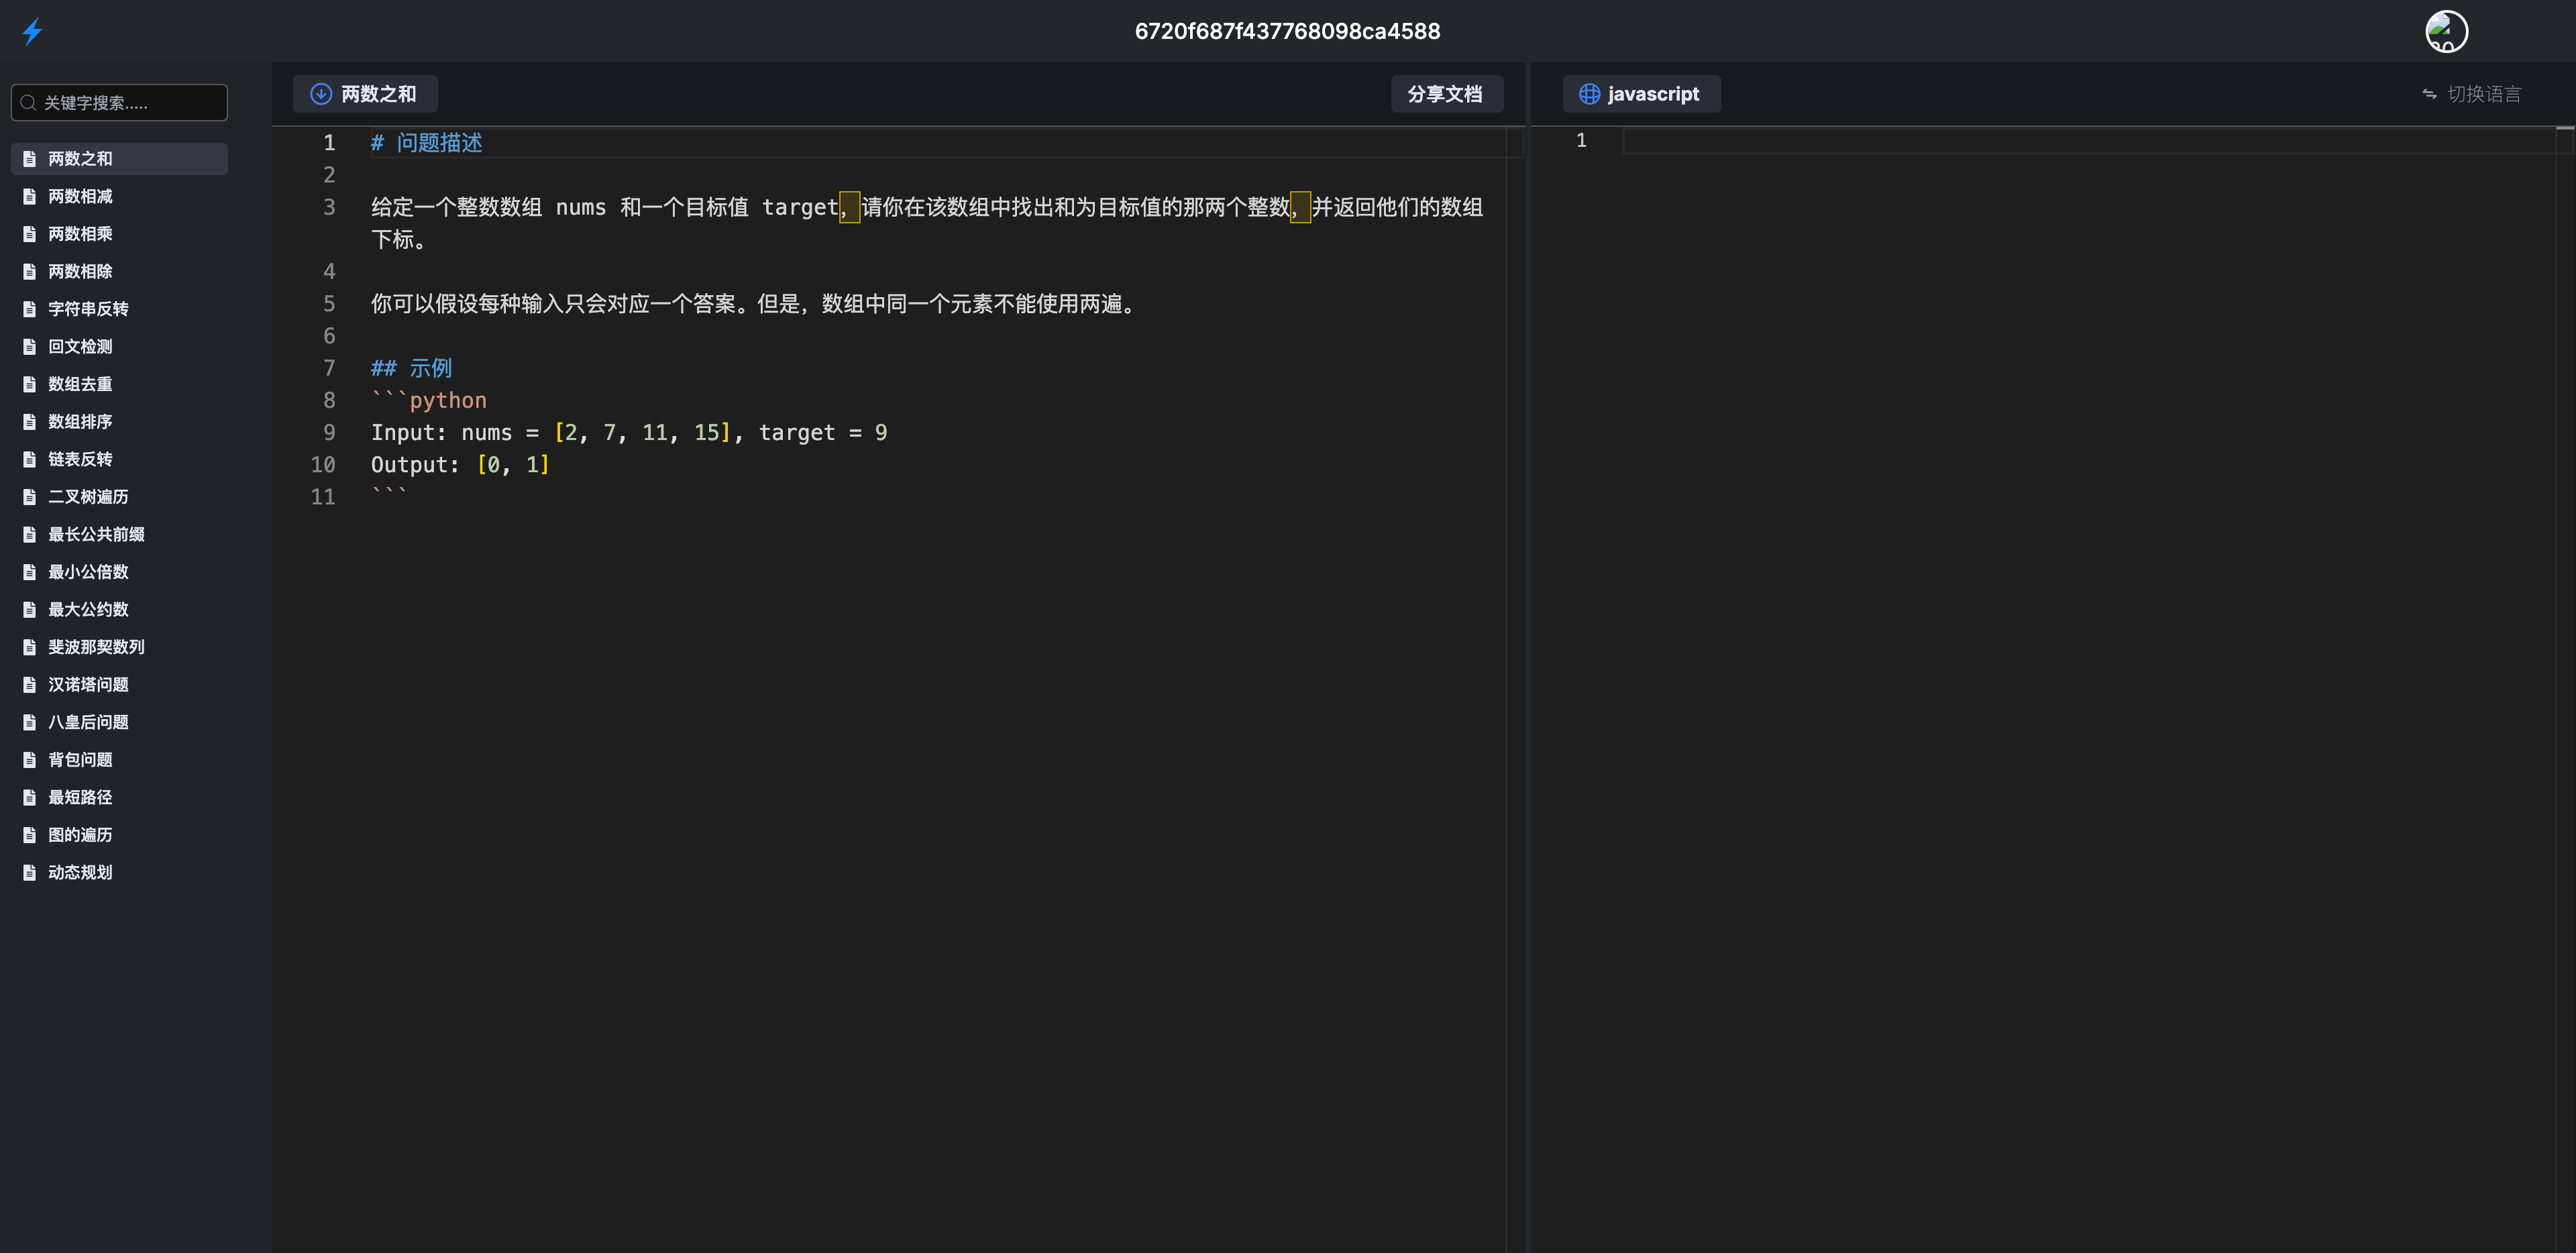 6720f687f437768098ca4588
关键字搜索.....
两数之和
两数相减
两数相乘
两数相除
字符串反转
回文检测
数组去重
数组排序
链表反转
二叉树遍历
最长公共前缀
最小公倍数
最大公约数
斐波那契数列
汉诺塔问题
八皇后问题
背包问题
最短路径
图的遍历
动态规划
两数之和
分享文档
1 # 问题描述
2
3 给定一个整数数组 nums 和一个目标值 target，请你在该数组中找出和为目标值的那两个整数，并返回他们的数组
下标。
4
5 你可以假设每种输入只会对应一个答案。但是，数组中同一个元素不能使用两遍。
6
7 ## 示例
8 ```python
9 Input: nums = [2, 7, 11, 15], target = 9
10 Output: [0, 1]
11 ```
javascript
切换语言
1